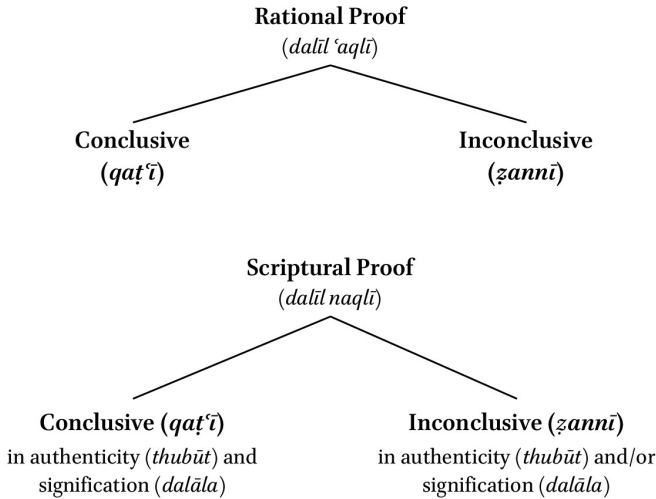 Rational Proof
(dalīl ʿaqlī)
Conclusive
(qaṭʿī)
Inconclusive
(ẓannī)
Scriptural Proof
(dalīl naqlī)
Conclusive (qaṭʿī)
in authenticity (thubūt) and
signification (dalāla)
Inconclusive (ẓannī)
in authenticity (thubūt) and/or
signification (dalāla)